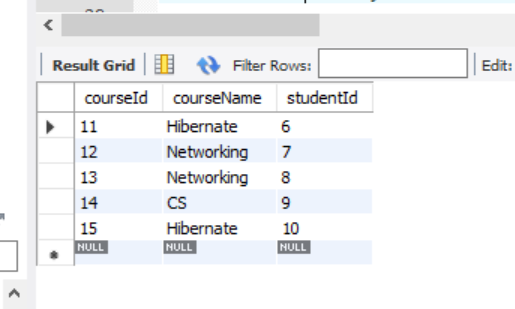 Result Grid Filter Rows: Edit:
courseId courseName studentId
11 Hibernate 6
12 Networking 7
13 Networking 8
14 CS 9
15 Hibernate 10
NULL NULL NULL